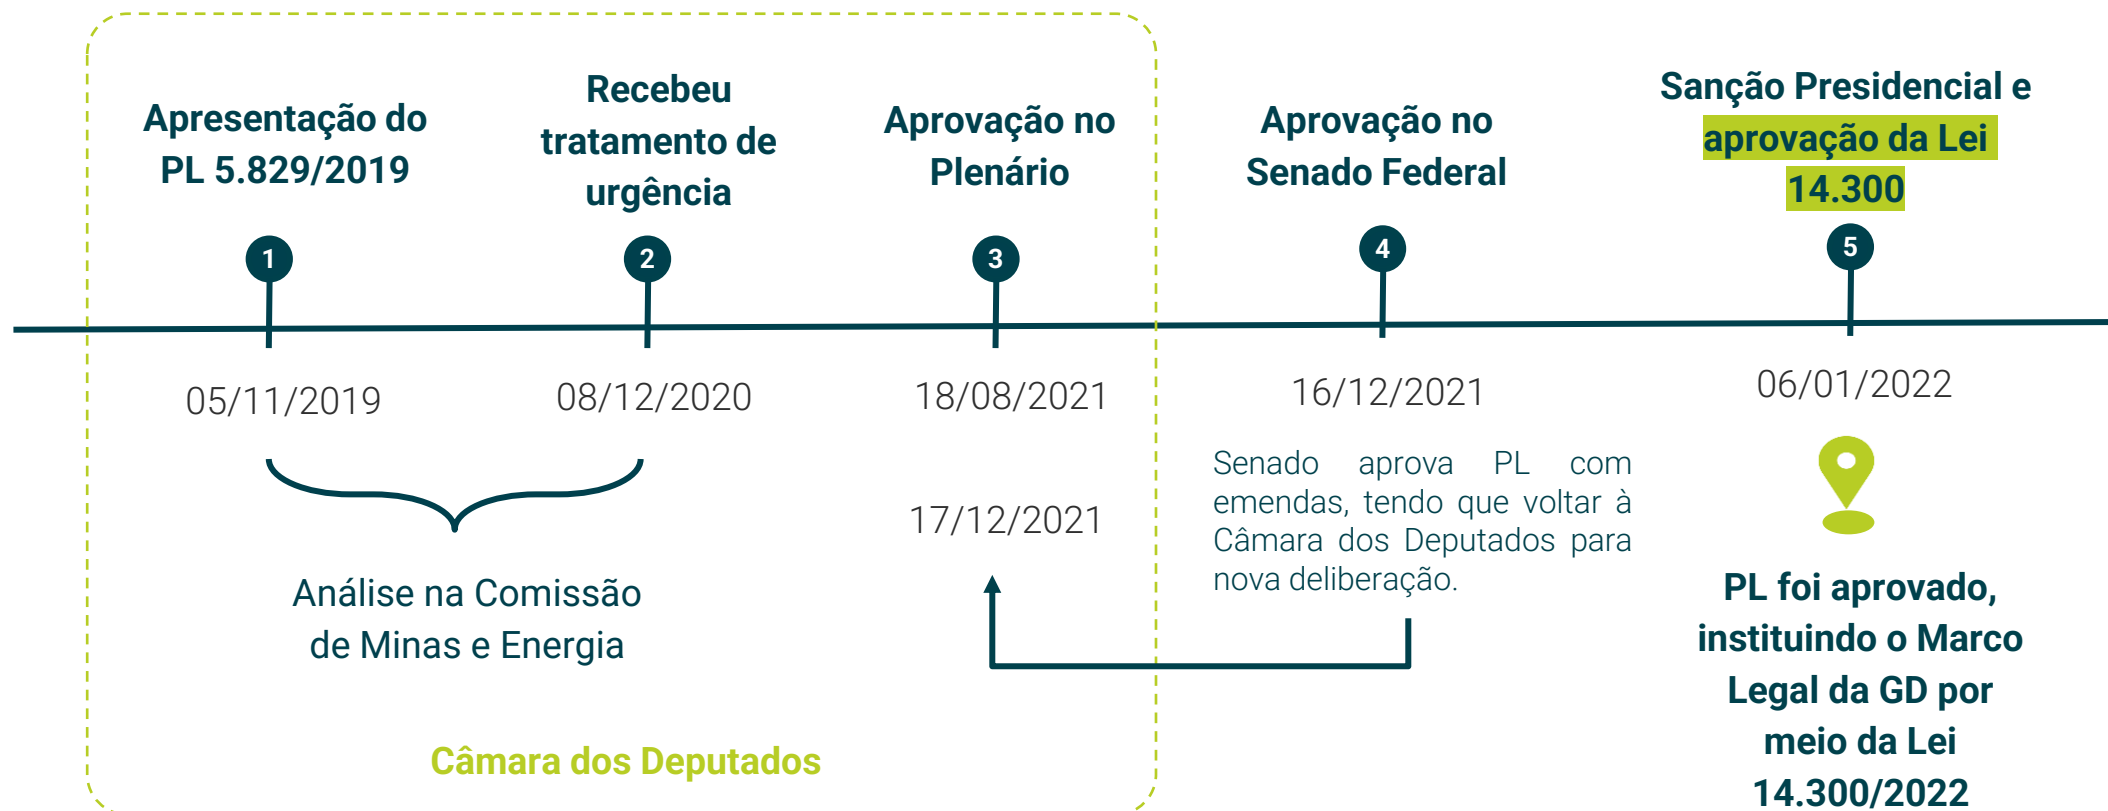 Apresentação do
PL 5.829/2019
1
05/11/2019
Recebeu
tratamento de
urgência
2
08/12/2020
Análise na Comissão
de Minas e Energia
Aprovação no
Plenário
3
18/08/2021
17/12/2021
Câmara dos Deputados
Aprovação no
Senado Federal
4
16/12/2021
Senado aprova PL com
emendas, tendo que voltar à
Câmara dos Deputados para
nova deliberação.
Sanção Presidencial e
aprovação da Lei
14.300
5
06/01/2022
PL foi aprovado,
instituindo o Marco
Legal da GD por
meio da Lei
14.300/2022